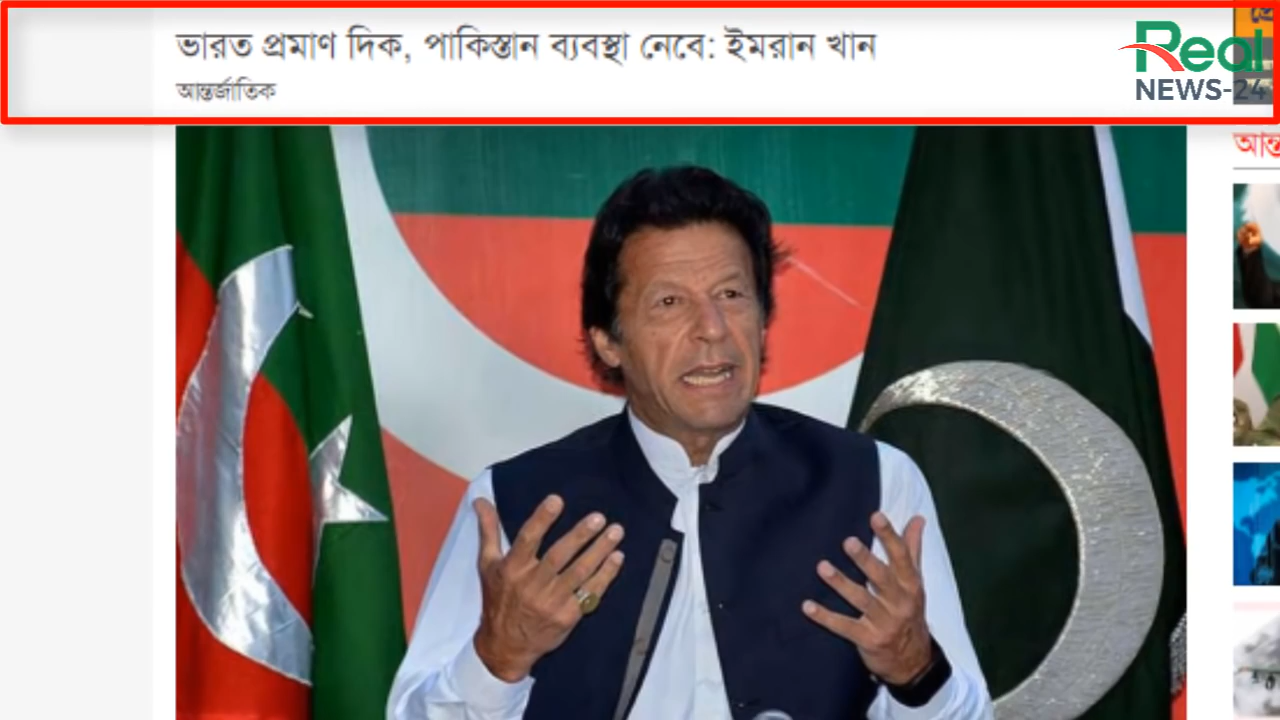 ভারত প্রমাণ দিক, পাকিস্তান ব্যবস্থা নেবে: ইমরান খান
আন্তর্জাতিক
Real
NEWS-24